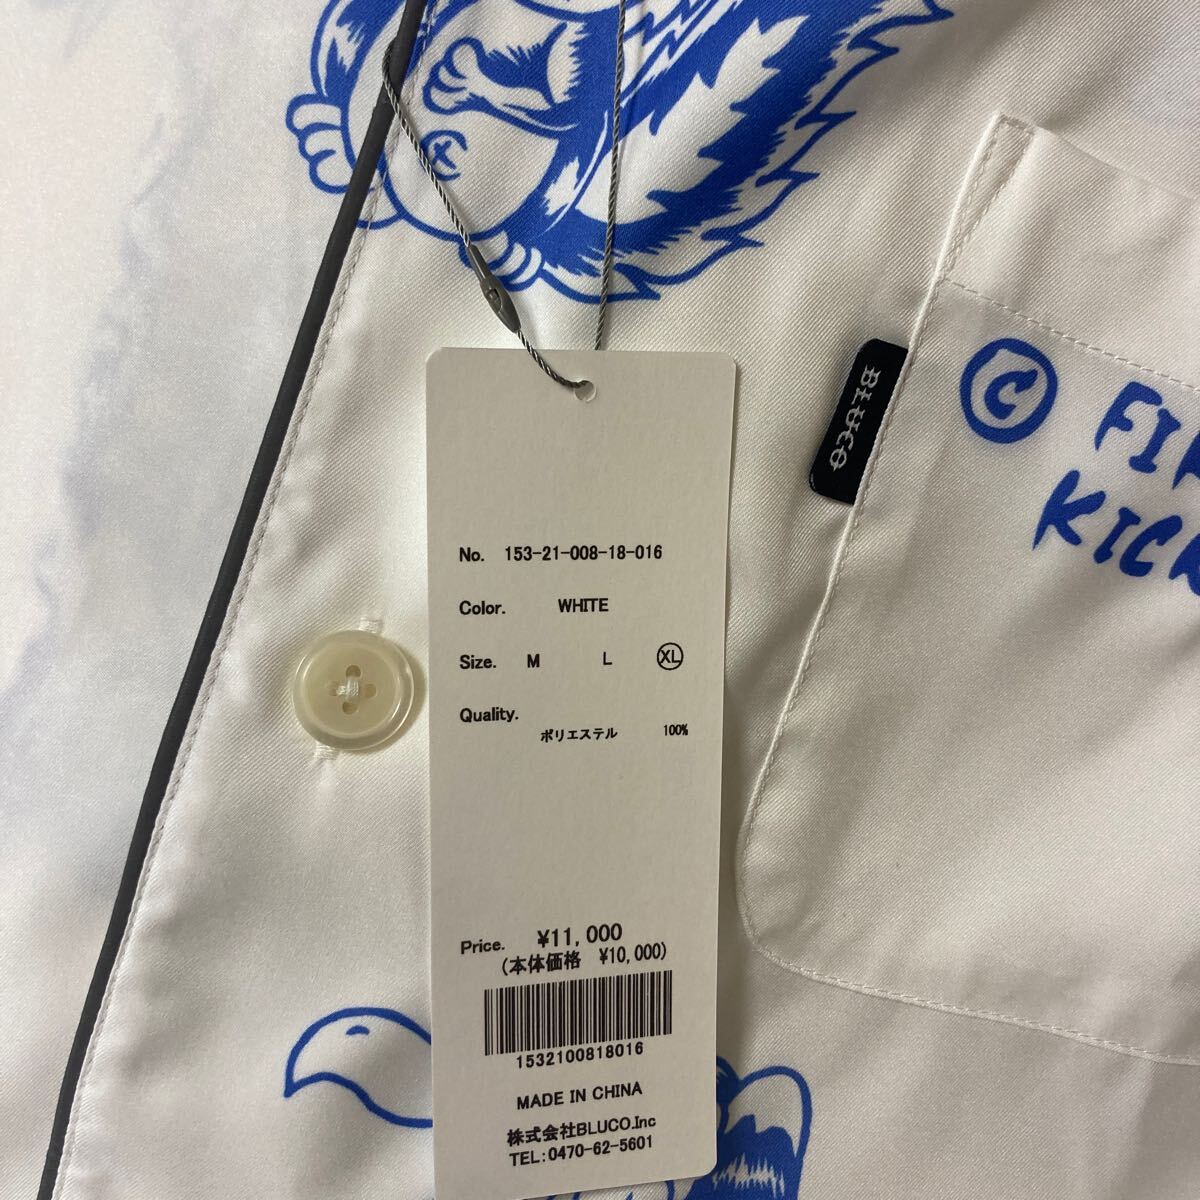 BLUCO
©
No. 153-21-008-18-016
Color. WHITE
Size. M L XL
Quality.
ポリエステル 100%
Price. ¥11,000
(本体価格 ¥10,000)
1532100818016
MADE IN CHINA
株式会社BLUCO.Inc
TEL:0470-62-5601